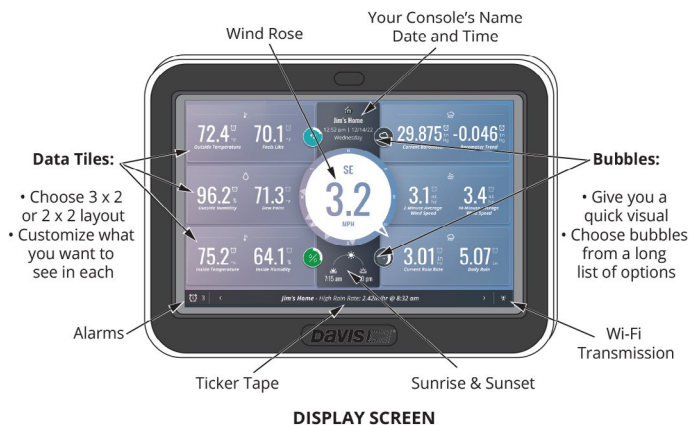 Your Console's Name
Date and Time
Wind Rose
Jim's Home
12:52 pm | 12/14/22
Wednesday
72.4 °F
Outside Temperature
70.1 °F
Feels Like
29.875
Current Barometer
-0.046
Barometer Trend
Data Tiles:
• Choose 3 x 2
or 2 x 2 layout
• Customize what
you want to
see in each
Bubbles:
• Give you a
quick visual
• Choose bubbles
from a long
list of options
96.2 %
Outside Humidity
71.3 °F
Dew Point
SE
3.2
MPH
3.1
2 Minute Average
Wind Speed
3.4
10 Minute Average
Wind Speed
75.2 °F
Inside Temperature
64.1 %
Inside Humidity
7:15 am
pm
3.01
Current Rain Rate
5.07
Daily Rain
3
‹
Jim's Home - High Rain Rate: 2.42in/hr @ 8:32 am
›
Alarms
DAVIS
Wi-Fi
Transmission
Ticker Tape
Sunrise & Sunset
DISPLAY SCREEN